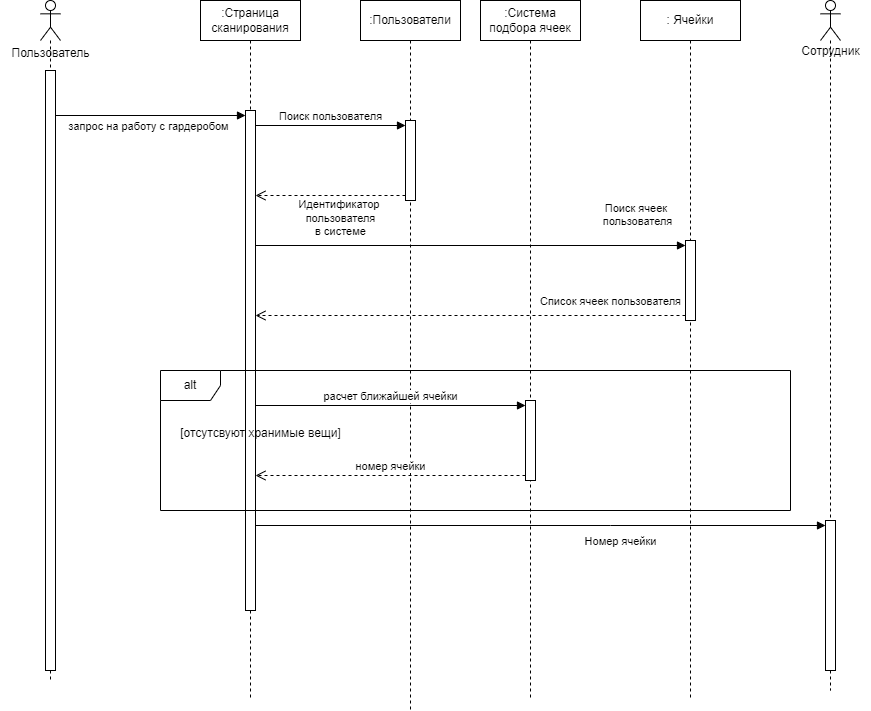 Пользователь
:Страница
сканирования
:Пользователи
:Система
подбора ячеек
: Ячейки
Сотрудник
запрос на работу с гардеробом
Поиск пользователя
Идентификатор
пользователя
в системе
Поиск ячеек
пользователя
Список ячеек пользователя
alt
расчет ближайшей ячейки
[отсутсвуют хранимые вещи]
номер ячейки
Номер ячейки